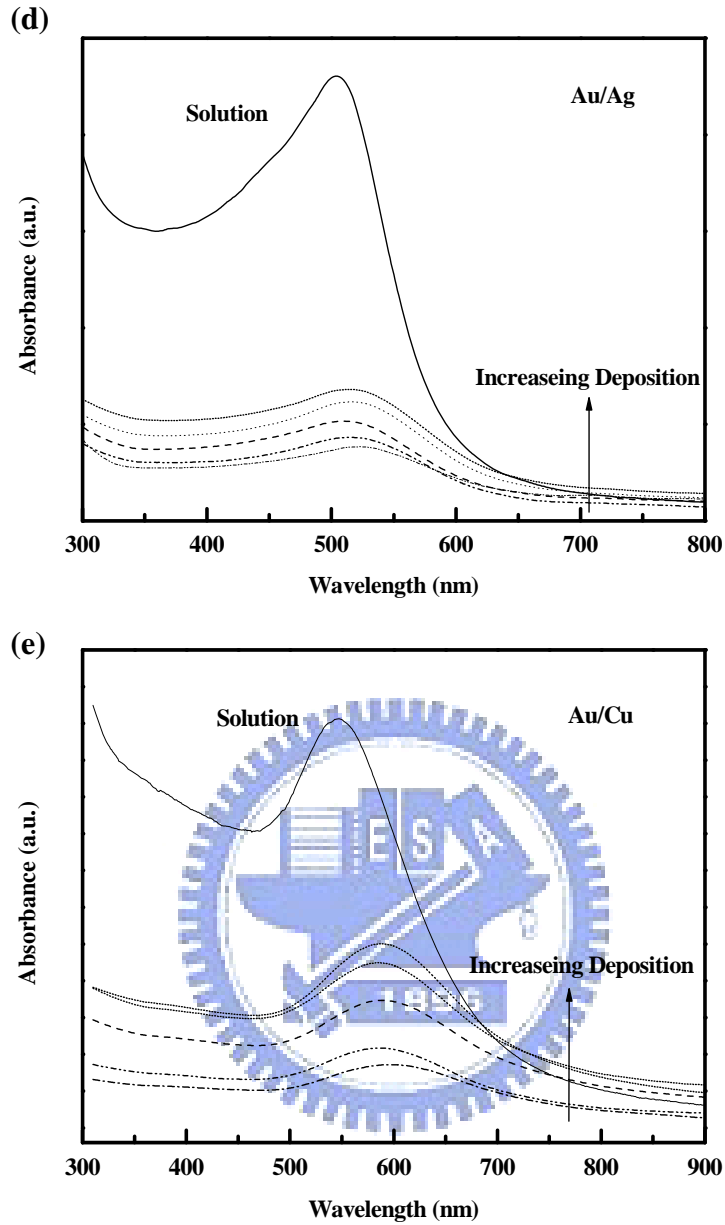 (d)
Solution
Au/Ag
Increaseing Deposition
Absorbance (a.u.)
300 400 500 600 700 800
Wavelength (nm)
(e)
Solution
Au/Cu
E S A
Increaseing Deposition
1896
Absorbance (a.u.)
300 400 500 600 700 800 900
Wavelength (nm)